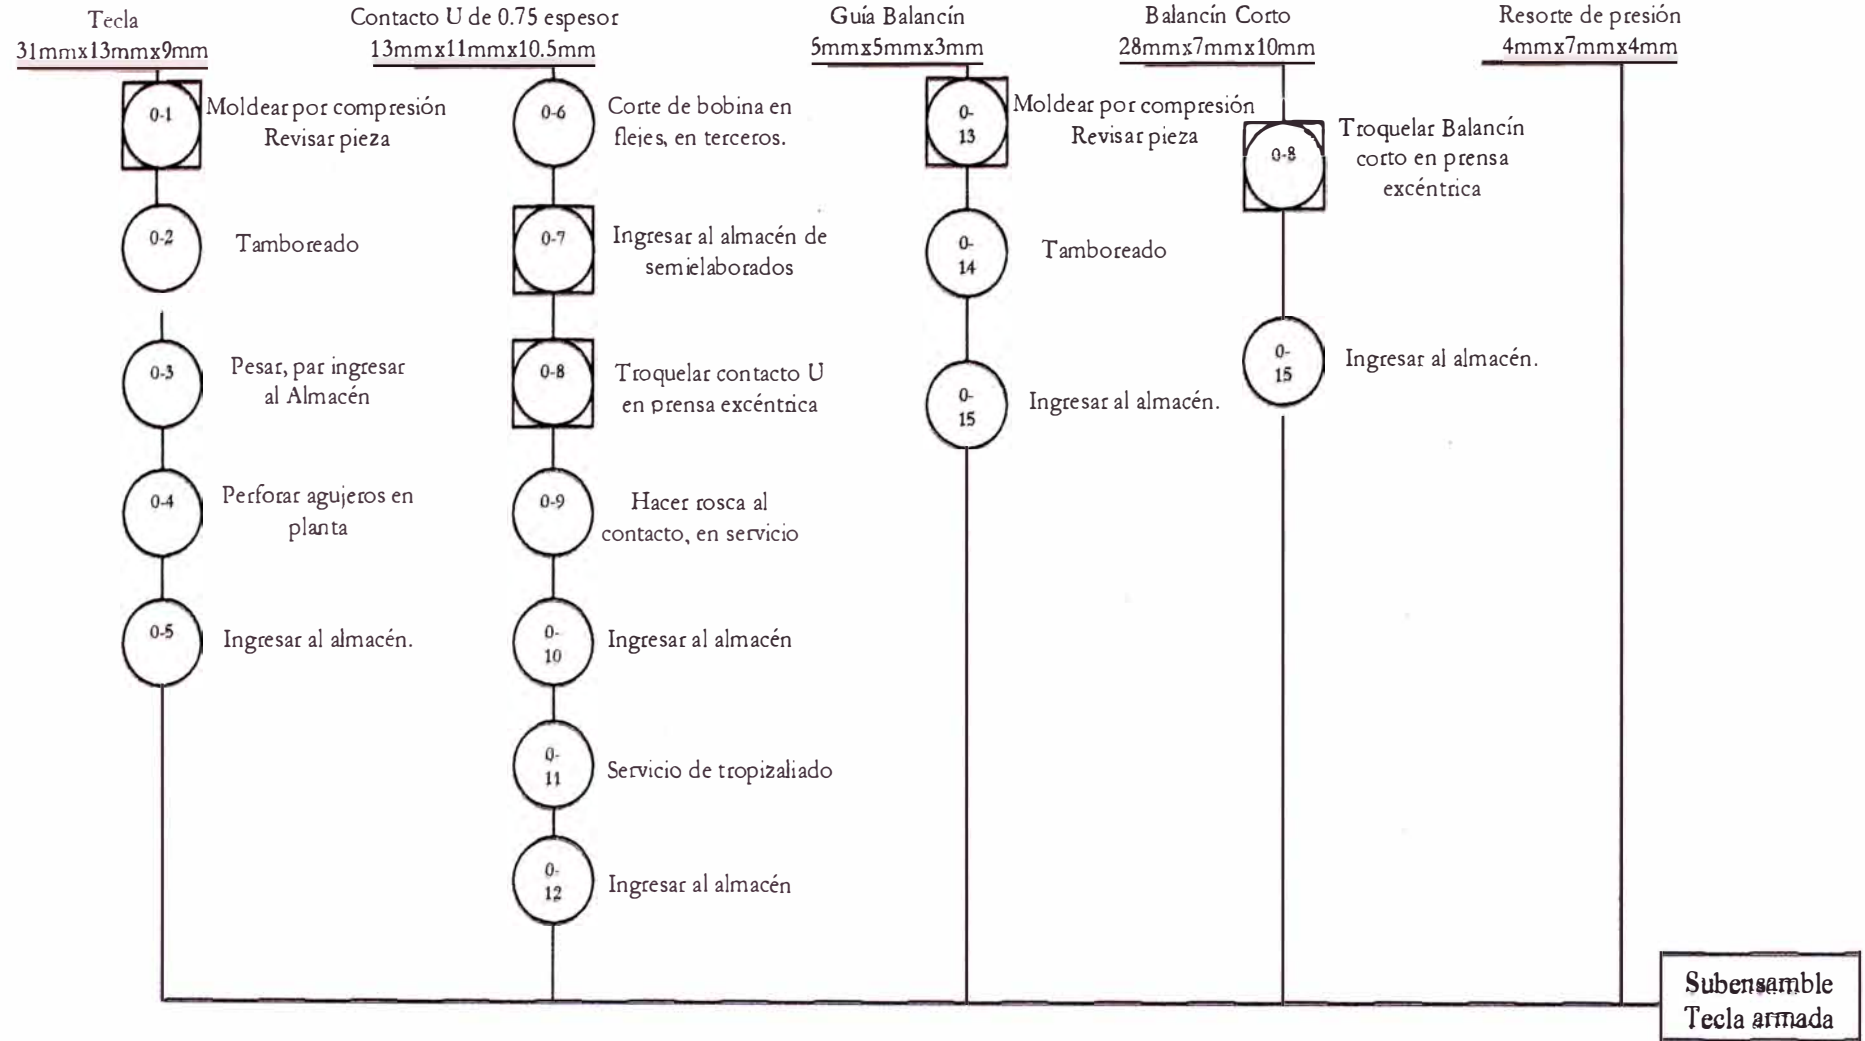 Tecla
31mmx13mmx9mm
0-1
Moldear por compresión
Revisar pieza
0-2
Tamboreado
0-3
Pesar, par ingresar
al Almacén
0-4
Perforar agujeros en
planta
0-5
Ingresar al almacén.
Contacto U de 0.75 espesor
13mmx11mmx10.5mm
0-6
Corte de bobina en
flejes, en terceros.
0-7
Ingresar al almacén de
semielaborados
0-8
Troquelar contacto U
en prensa excéntrica
0-9
Hacer rosca al
contacto, en servicio
0-
10
Ingresar al almacén
0-
11
Servicio de tropizaliado
0-
12
Ingresar al almacén
Guía Balancín
5mmx5mmx3mm
0-
13
Moldear por compresión
Revisar pieza
0-
14
Tamboreado
0-
15
Ingresar al almacén.
Balancín Corto
28mmx7mmx10mm
0-8
Troquelar Balancín
corto en prensa
excéntrica
0-
15
Ingresar al almacén.
Resorte de presión
4mmx7mmx4mm
Subensamble
Tecla armada